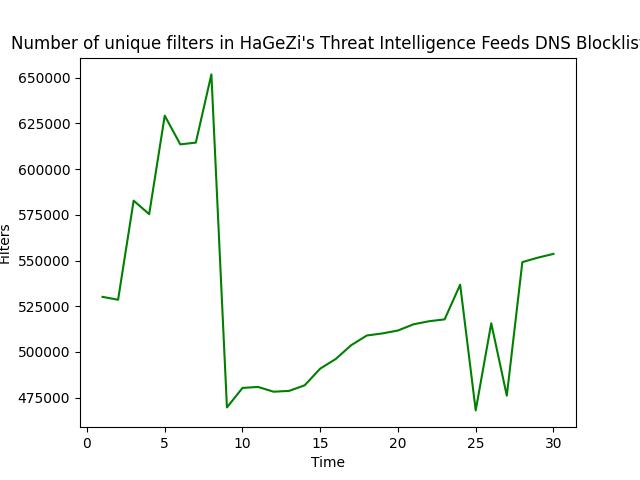 Number of unique filters in HaGeZi's Threat Intelligence Feeds DNS Blocklis
650000
625000
600000
575000
550000
525000
500000
475000
Filters
0 5 10 15 20 25 30
Time